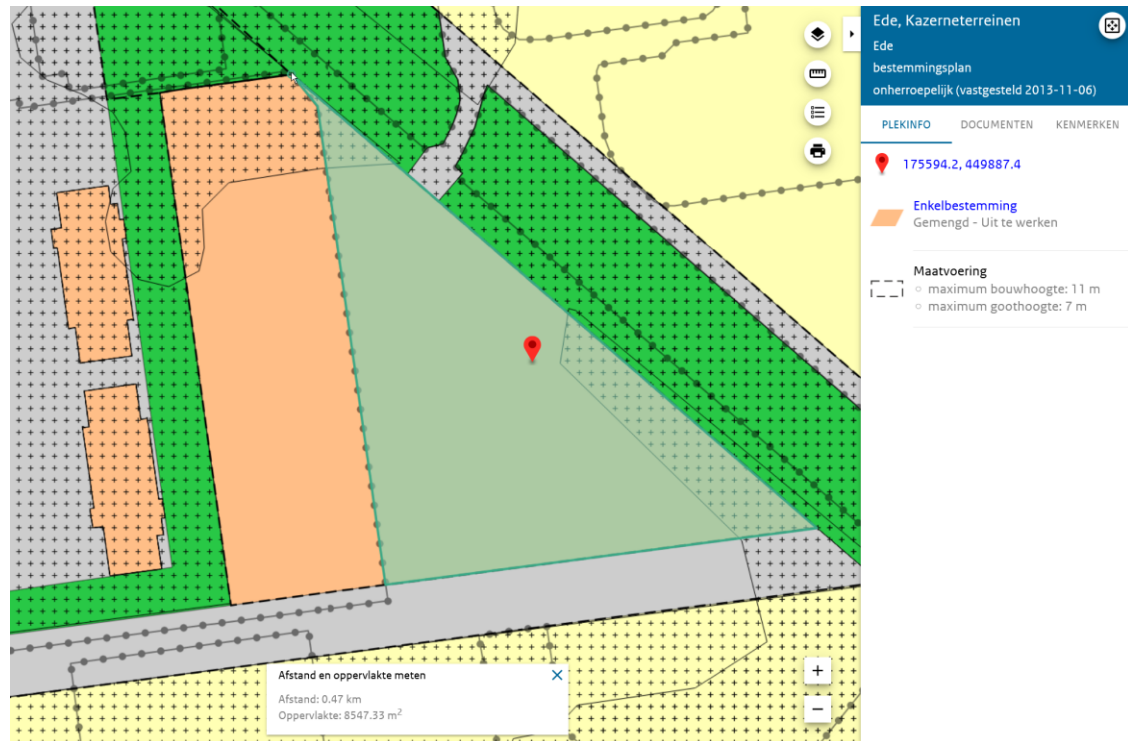 Ede, Kazerneterreinen
Ede
bestemmingsplan
onherroepelijk (vastgesteld 2013-11-06)
PLEKINFO DOCUMENTEN KENMERKEN
175594.2, 449887.4
Enkelbestemming
Gemengd - Uit te werken
Maatvoering
maximum bouwhoogte: 11 m
maximum goothoogte: 7 m
Afstand en oppervlakte meten
Afstand: 0.47 km
Oppervlakte: 8547.33 m²